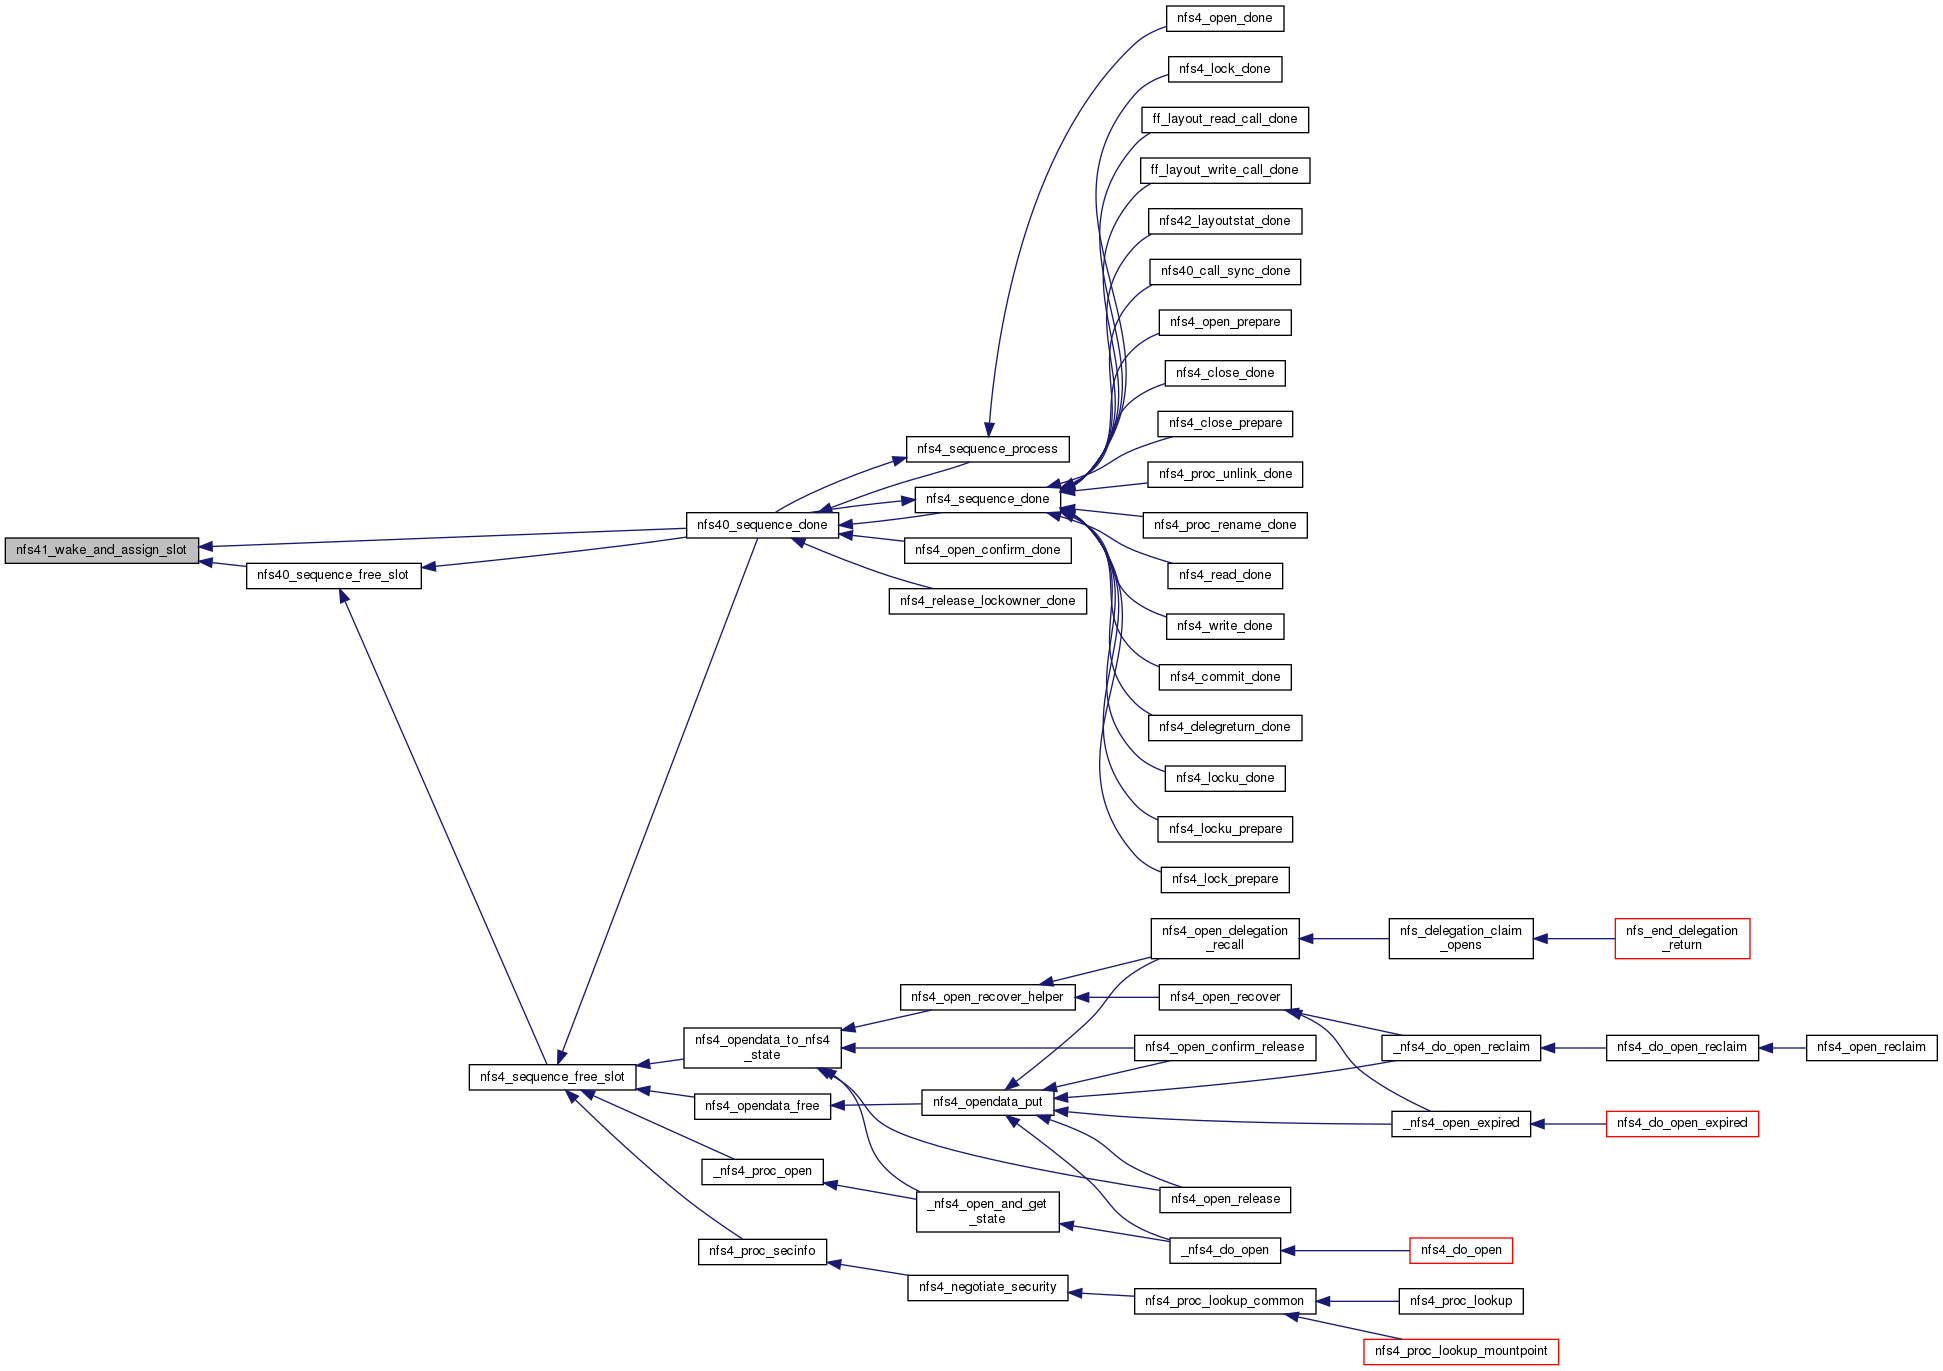 nfs4_open_done
nfs4_lock_done
ff_layout_read_call_done
ff_layout_write_call_done
nfs42_layoutstat_done
nfs40_call_sync_done
nfs4_open_prepare
nfs4_close_done
nfs4_close_prepare
nfs4_sequence_process
nfs4_proc_unlink_done
nfs4_sequence_done
nfs40_sequence_done
nfs4_proc_rename_done
nfs41_wake_and_assign_slot
nfs4_open_confirm_done
nfs40_sequence_free_slot
nfs4_read_done
nfs4_release_lockowner_done
nfs4_write_done
nfs4_commit_done
nfs4_delegreturn_done
nfs4_locku_done
nfs4_locku_prepare
nfs4_lock_prepare
nfs4_open_delegation
_recall
nfs_delegation_claim
_opens
nfs_end_delegation
_return
nfs4_open_recover_helper
nfs4_open_recover
nfs4_opendata_to_nfs4
_state
nfs4_open_confirm_release
_nfs4_do_open_reclaim
nfs4_do_open_reclaim
nfs4_open_reclaim
nfs4_sequence_free_slot
nfs4_opendata_free
nfs4_opendata_put
_nfs4_open_expired
nfs4_do_open_expired
_nfs4_proc_open
_nfs4_open_and_get
_state
nfs4_open_release
nfs4_proc_secinfo
_nfs4_do_open
nfs4_do_open
nfs4_negotiate_security
nfs4_proc_lookup_common
nfs4_proc_lookup
nfs4_proc_lookup_mountpoint